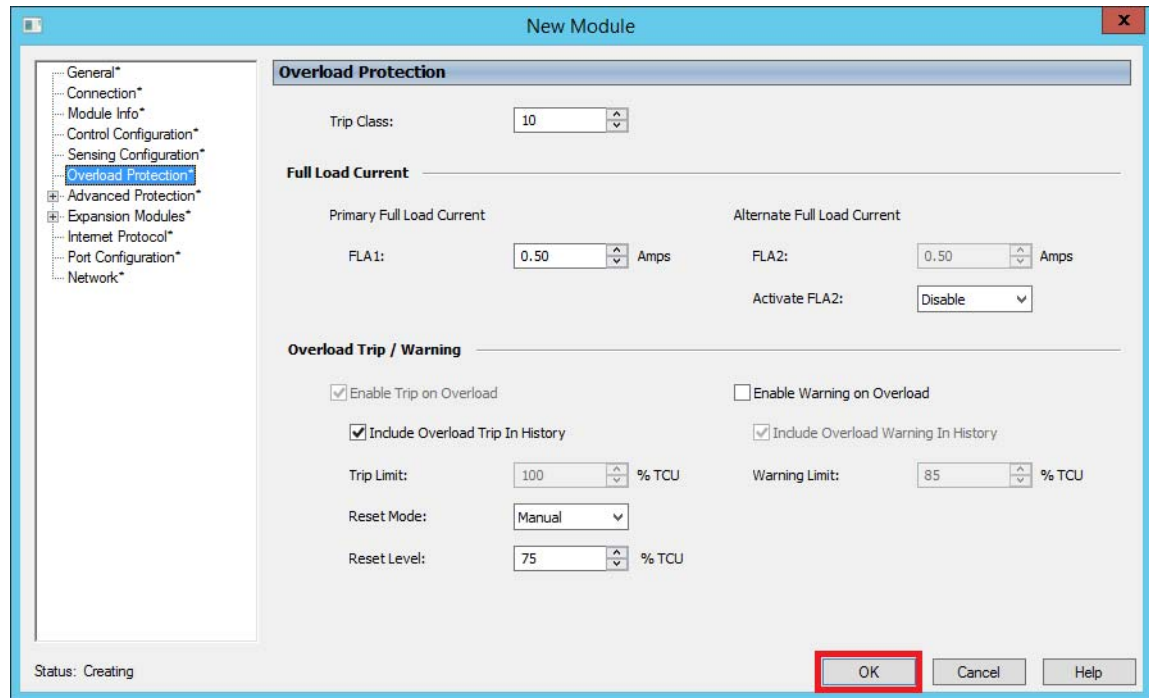 New Module
x
General*
Connection*
Module Info*
Control Configuration*
Sensing Configuration*
Overload Protection*
Advanced Protection*
Expansion Modules*
Internet Protocol*
Port Configuration*
Network*
Overload Protection
Trip Class: 10
Full Load Current
Primary Full Load Current Alternate Full Load Current
FLA1: 0.50 Amps FLA2: 0.50 Amps
Activate FLA2: Disable
Overload Trip / Warning
Enable Trip on Overload Enable Warning on Overload
Include Overload Trip In History Include Overload Warning In History
Trip Limit: 100 % TCU Warning Limit: 85 % TCU
Reset Mode: Manual
Reset Level: 75 % TCU
Status: Creating OK Cancel Help